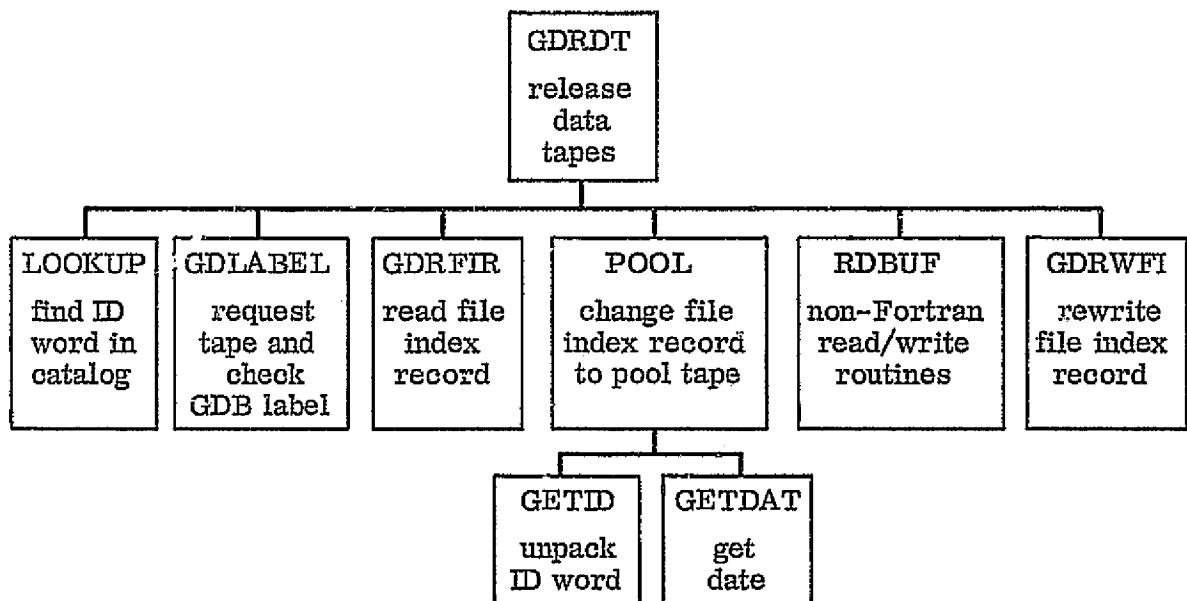 GDRDT
release
data
tapes
LOOKUP
find ID
word in
catalog
GDLABEL
request
tape and
check
GDB label
GDRFIR
read file
index
record
POOL
change file
index record
to pool tape
RDBUF
non-Fortran
read/write
routines
GDRWFI
rewrite
file index
record
GETID
unpack
ID word
GETDAT
get
date